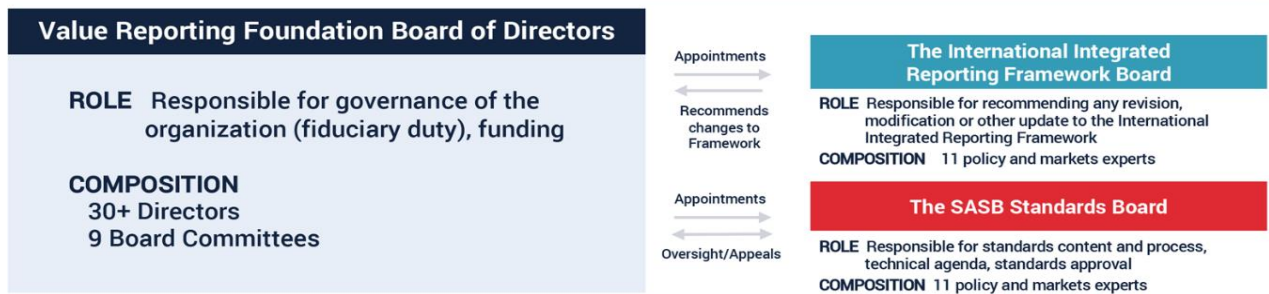 Value Reporting Foundation Board of Directors
ROLE Responsible for governance of the
organization (fiduciary duty), funding
COMPOSITION
30+ Directors
9 Board Committees
Appointments
Recommends
changes to
Framework
Appointments
Oversight/Appeals
The International Integrated
Reporting Framework Board
ROLE Responsible for recommending any revision,
modification or other update to the International
Integrated Reporting Framework
COMPOSITION 11 policy and markets experts
The SASB Standards Board
ROLE Responsible for standards content and process,
technical agenda, standards approval
COMPOSITION 11 policy and markets experts